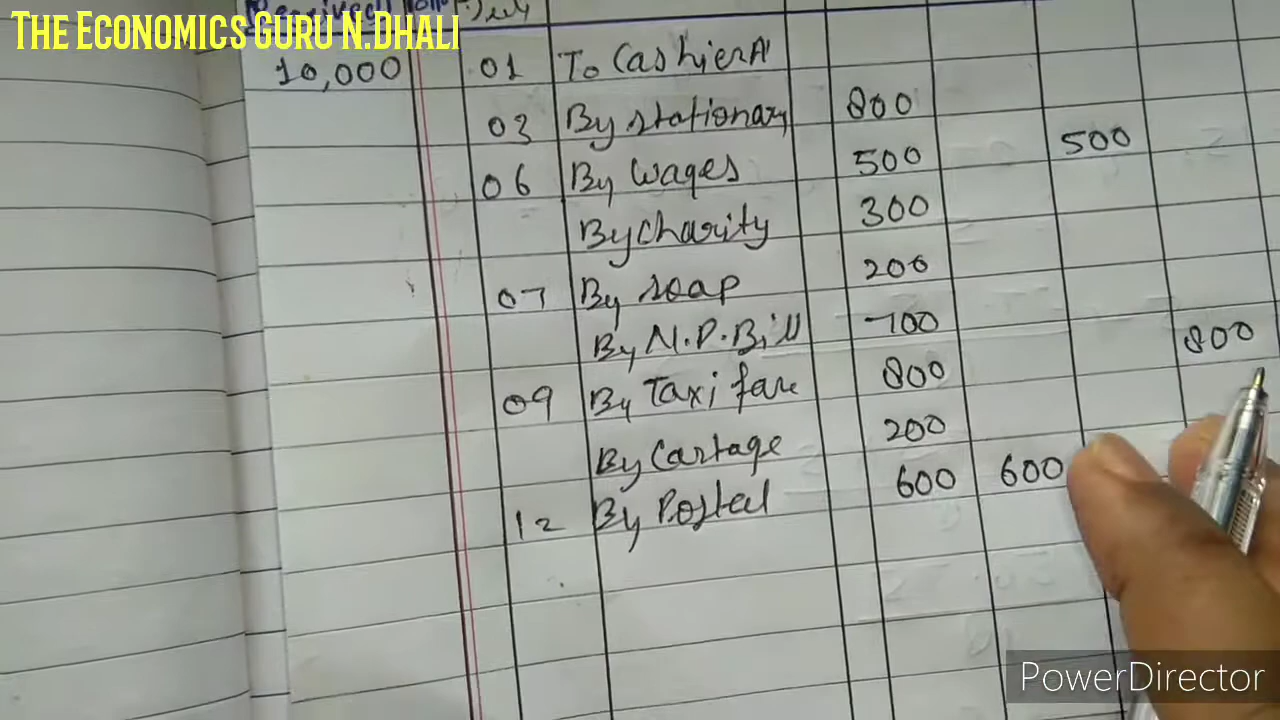 THE ECONOMICS GURU N.DHALI
July
10,000 01 To Cashier A/
03 By stationary 800
06 By wages 500 500
By charity 300
07 By soap 200
By N.P.Bill 700
09 By Taxi fare 800 800
By Cartage 200
12 By Postal 600 600
PowerDirector